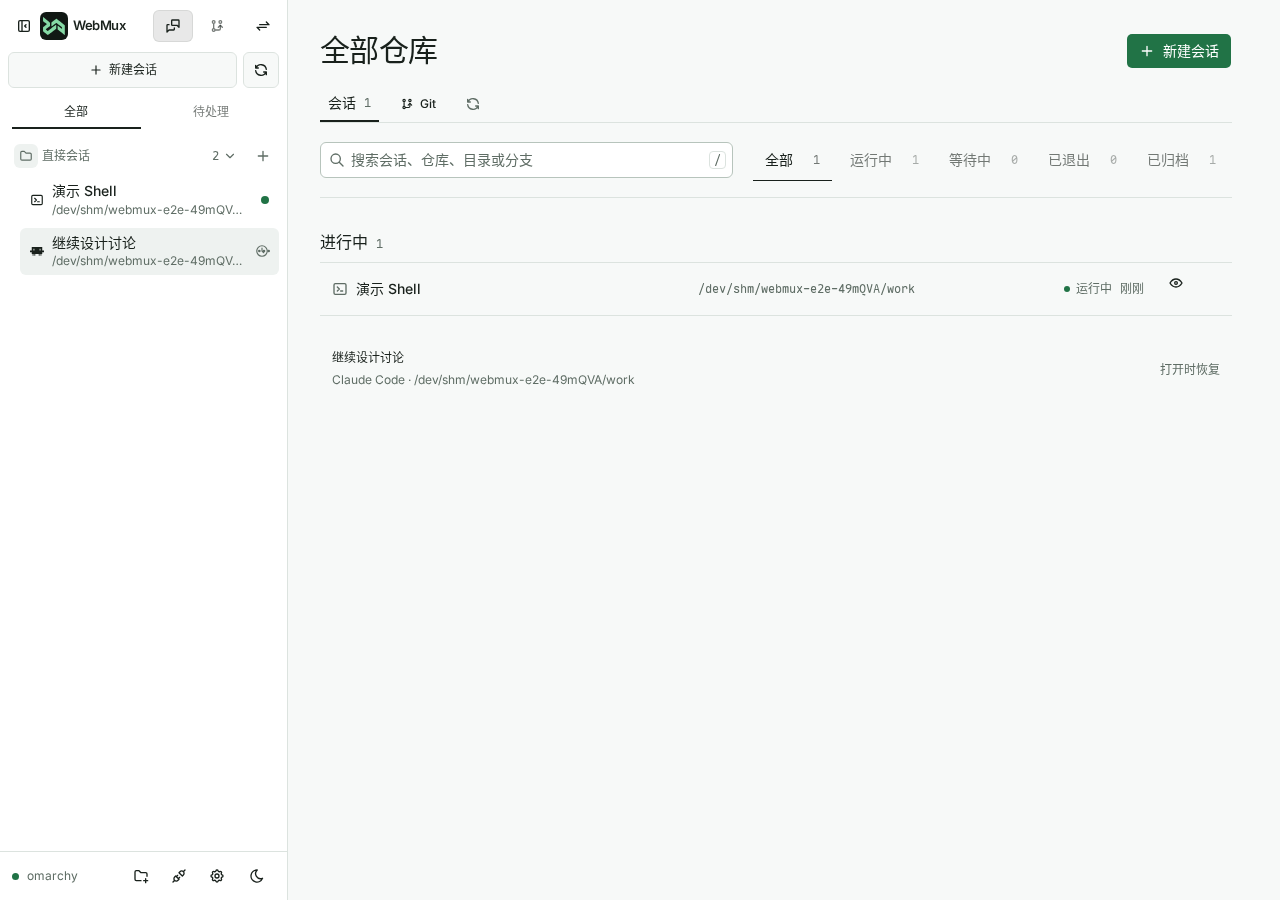 WebMux
新建会话
全部 待处理
直接会话 2
演示 Shell
/dev/shm/webmux-e2e-49mQV...
继续设计讨论
/dev/shm/webmux-e2e-49mQV...
omarchy
全部仓库
新建会话
会话 1 Git
搜索会话、仓库、目录或分支 /
全部 1 运行中 1 等待中 0 已退出 0 已归档 1
进行中 1
演示 Shell /dev/shm/webmux-e2e-49mQVA/work 运行中 刚刚
继续设计讨论
Claude Code · /dev/shm/webmux-e2e-49mQVA/work
打开时恢复